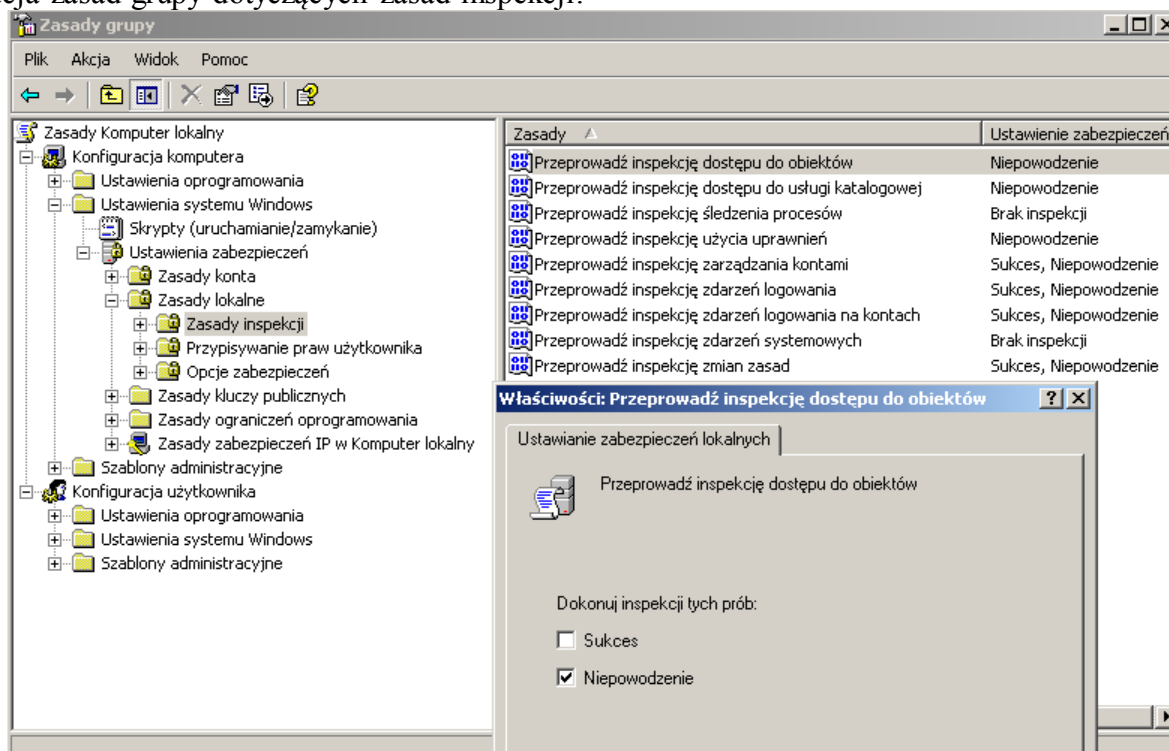 cja zasad grupy dotyczących zasad inspekcji.
Zasady grupy
Plik Akcja Widok Pomoc
Zasady Komputer lokalny
Konfiguracja komputera
Ustawienia oprogramowania
Ustawienia systemu Windows
Skrypty (uruchamianie/zamykanie)
Ustawienia zabezpieczeń
Zasady konta
Zasady lokalne
Zasady inspekcji
Przypisywanie praw użytkownika
Opcje zabezpieczeń
Zasady kluczy publicznych
Zasady ograniczeń oprogramowania
Zasady zabezpieczeń IP w Komputer lokalny
Szablony administracyjne
Konfiguracja użytkownika
Ustawienia oprogramowania
Ustawienia systemu Windows
Szablony administracyjne
Zasady Ustawienie zabezpieczeń
Przeprowadź inspekcję dostępu do obiektów Niepowodzenie
Przeprowadź inspekcję dostępu do usługi katalogowej Niepowodzenie
Przeprowadź inspekcję śledzenia procesów Brak inspekcji
Przeprowadź inspekcję użycia uprawnień Niepowodzenie
Przeprowadź inspekcję zarządzania kontami Sukces, Niepowodzenie
Przeprowadź inspekcję zdarzeń logowania Sukces, Niepowodzenie
Przeprowadź inspekcję zdarzeń logowania na kontach Sukces, Niepowodzenie
Przeprowadź inspekcję zdarzeń systemowych Brak inspekcji
Przeprowadź inspekcję zmian zasad Sukces, Niepowodzenie
Właściwości: Przeprowadź inspekcję dostępu do obiektów
Ustawianie zabezpieczeń lokalnych
Przeprowadź inspekcję dostępu do obiektów
Dokonuj inspekcji tych prób:
Sukces
Niepowodzenie